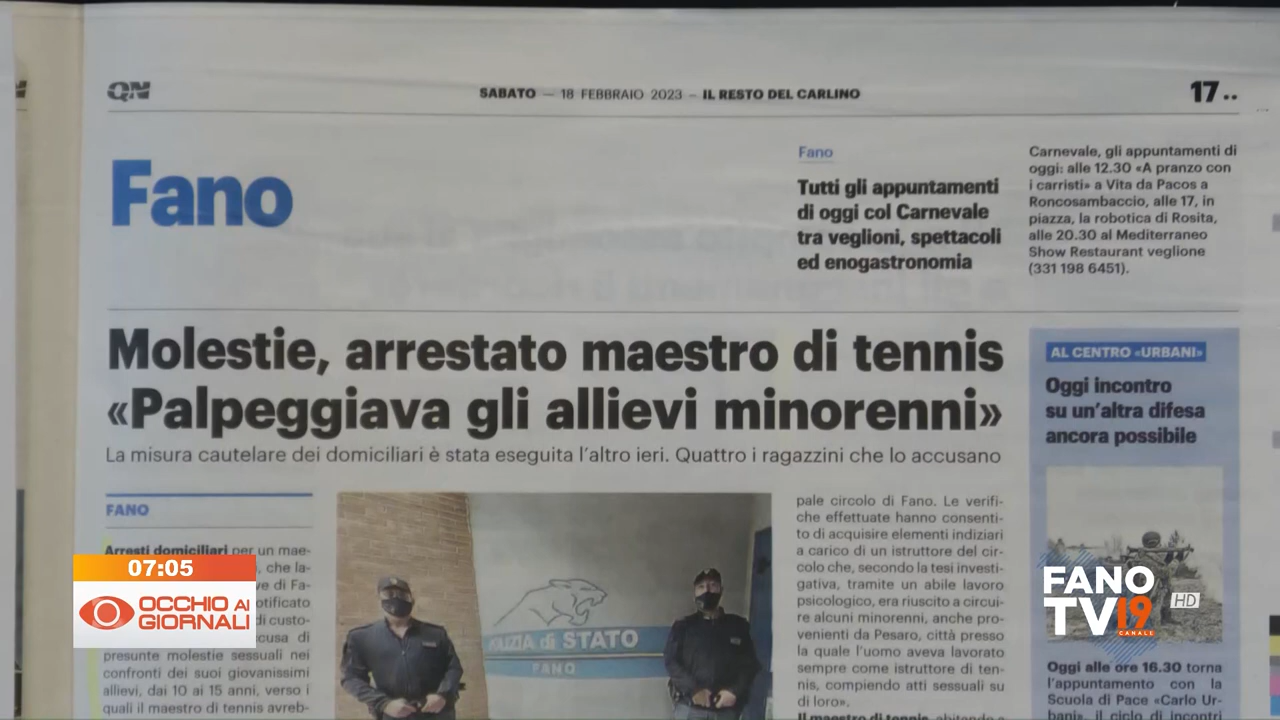 QN
SABATO — 18 FEBBRAIO 2023 – IL RESTO DEL CARLINO
17 ..
Fano
Fano
Tutti gli appuntamenti
di oggi col Carnevale
tra veglioni, spettacoli
ed enogastronomia
Carnevale, gli appuntamenti di
oggi: alle 12.30 «A pranzo con
i carristi» a Vita da Pacos a
Roncosambaccio, alle 17, in
piazza, la robotica di Rosita,
alle 20.30 al Mediterraneo
Show Restaurant veglione
(331 198 6451).
Molestie, arrestato maestro di tennis
«Palpeggiava gli allievi minorenni»
La misura cautelare dei domiciliari è stata eseguita l'altro ieri. Quattro i ragazzini che lo accusano
FANO
Arresti domiciliari per un mae-
, che la-
ve di Fa-
otificato
di custo-
cusa di
presunte molestie sessuali nei
confronti dei suoi giovanissimi
allievi, dai 10 ai 15 anni, verso i
quali il maestro di tennis avreb-
POLIZIA di STATO
FANO
pale circolo di Fano. Le verifi-
che effettuate hanno consenti-
to di acquisire elementi indiziari
a carico di un istruttore del cir-
colo che, secondo la tesi investi-
gativa, tramite un abile lavoro
psicologico, era riuscito a circui-
re alcuni minorenni, anche pro-
venienti da Pesaro, città presso
la quale l'uomo aveva lavorato
sempre come istruttore di ten-
nis, compiendo atti sessuali su
di loro».
Il maestro di tennis, abitando a
AL CENTRO «URBANI»
Oggi incontro
su un'altra difesa
ancora possibile
Oggi alle ore 16.30 torna
l'appuntamento con la
Scuola di Pace «Carlo Ur-
bani», il ciclo di incontri
07:05
OCCHIO AI
GIORNALI
FANO
TV19
CANALE
HD